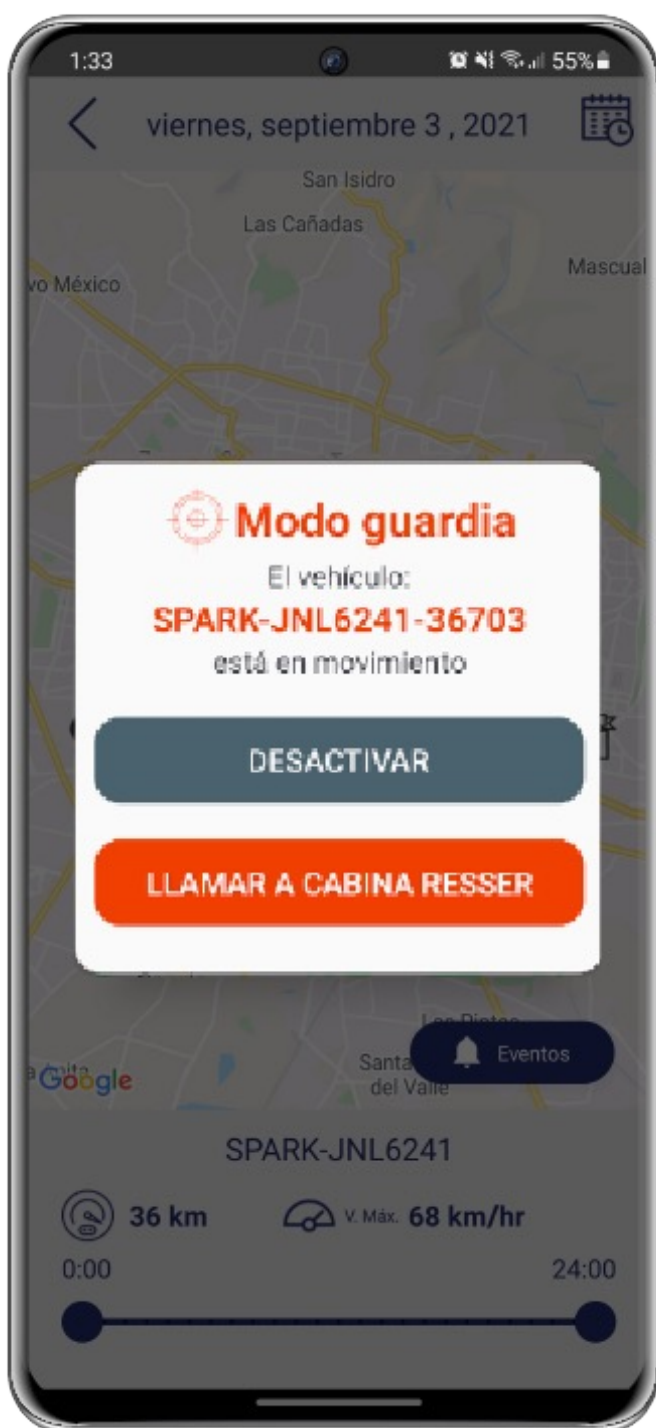 1:33
55%
viernes, septiembre 3 , 2021
San Isidro
Las Cañadas
vo México
Mascual
Modo guardia
El vehículo:
SPARK-JNL6241-36703
está en movimiento
DESACTIVAR
LLAMAR A CABINA RESSER
Eventos
Santa
del Valle
Google
SPARK-JNL6241
36 km
V. Máx. 68 km/hr
0:00
24:00